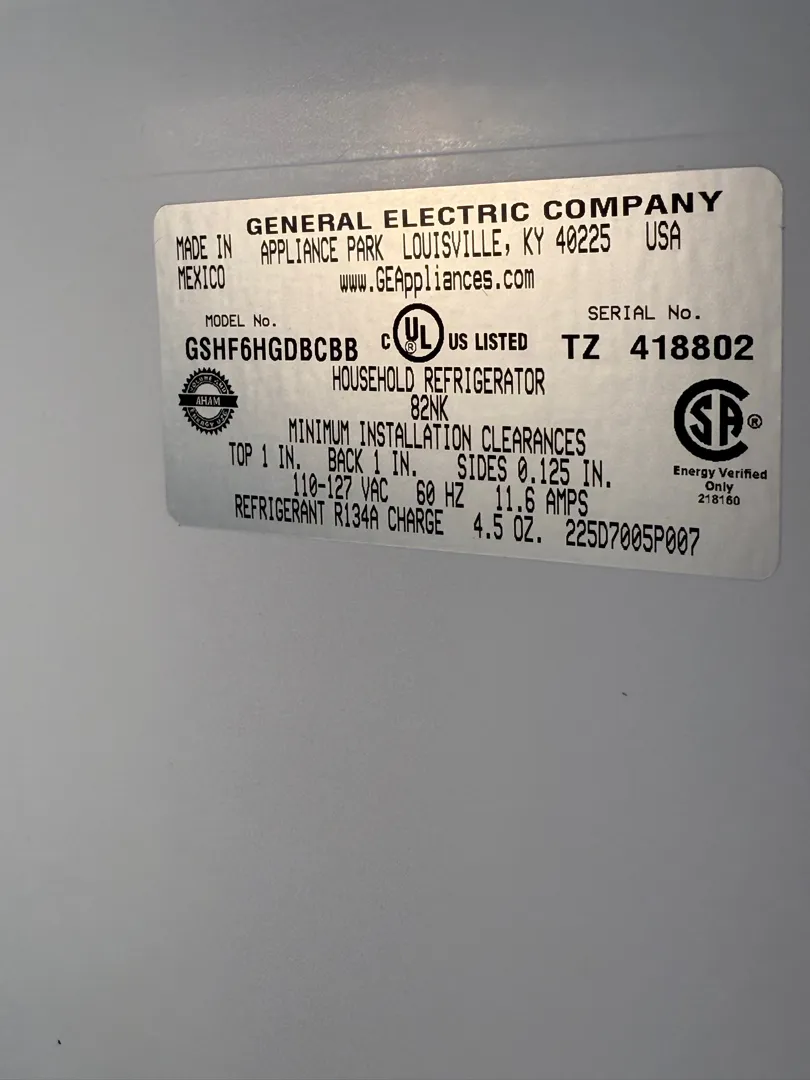 GENERAL ELECTRIC COMPANY
MADE IN MEXICO
APPLIANCE PARK LOUISVILLE, KY 40225 USA
www.GEAppliances.com
MODEL No.
GSHF6HGDBCBB
C UL ® US LISTED
SERIAL No.
TZ 418802
AHAM
HOUSEHOLD REFRIGERATOR
82NK
MINIMUM INSTALLATION CLEARANCES
TOP 1 IN. BACK 1 IN. SIDES 0.125 IN.
110-127 VAC 60 HZ 11.6 AMPS
REFRIGERANT R134A CHARGE 4.5 OZ. 225D7005P007
SA ®
Energy Verified
Only
218160